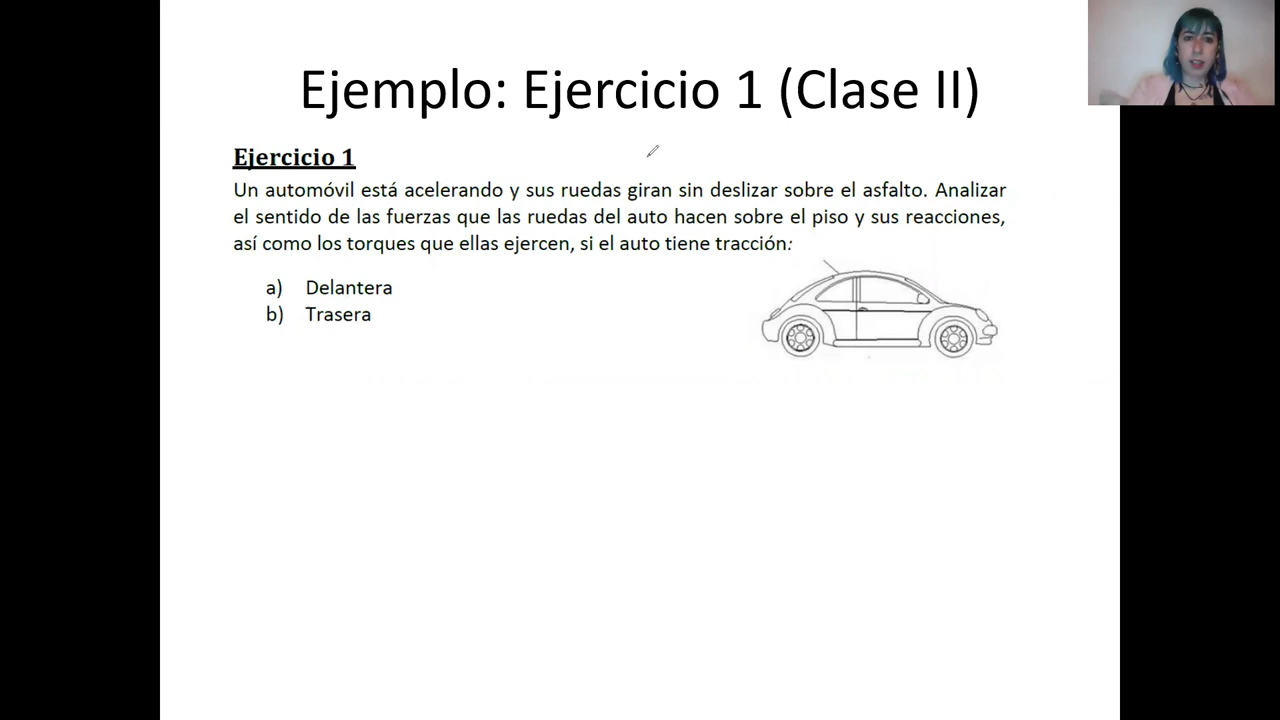 Ejemplo: Ejercicio 1 (Clase II)
Ejercicio 1
Un automóvil está acelerando y sus ruedas giran sin deslizar sobre el asfalto. Analizar
el sentido de las fuerzas que las ruedas del auto hacen sobre el piso y sus reacciones,
así como los torques que ellas ejercen, si el auto tiene tracción:
a) Delantera
b) Trasera